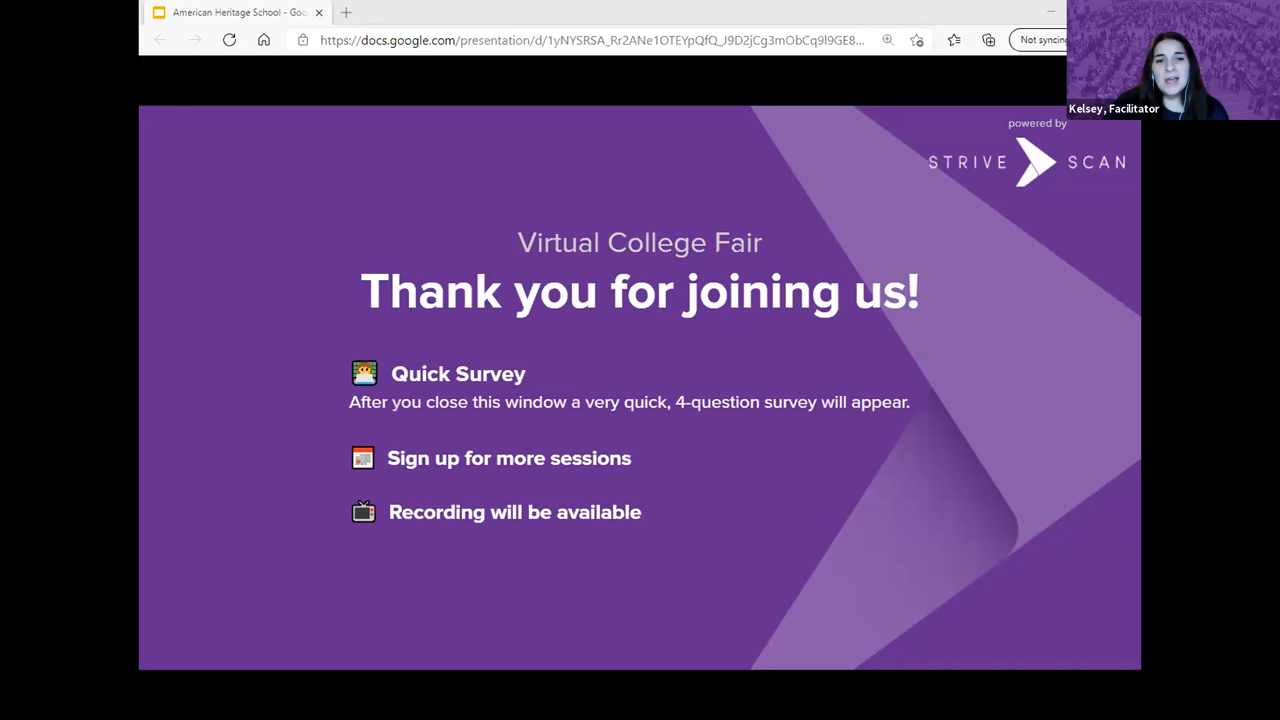 American Heritage School - Goo
https://docs.google.com/presentation/d/1yNYSRSA_Rr2ANe1OTEYpQfQ_J9D2jCg3mObCq9l9GE8...
Not syncing
Kelsey, Facilitator
powered by
STRIVE SCAN
Virtual College Fair
Thank you for joining us!
Quick Survey
After you close this window a very quick, 4-question survey will appear.
Sign up for more sessions
Recording will be available